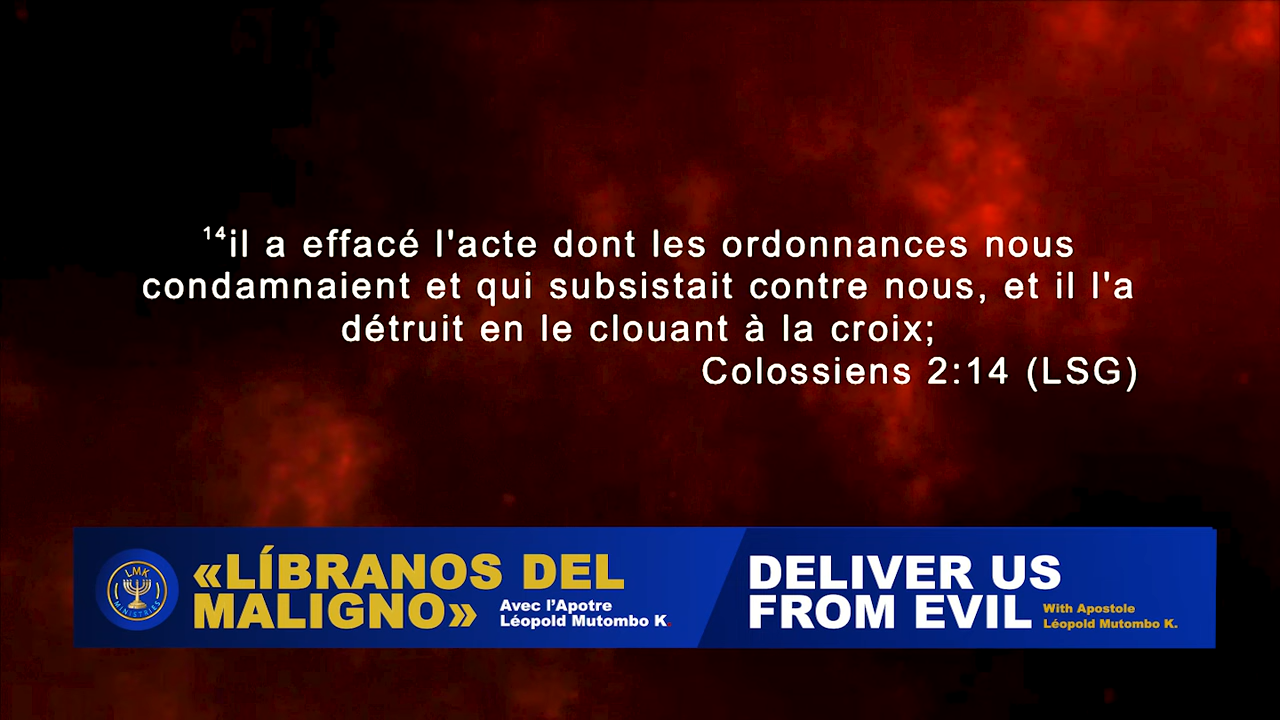 ¹⁴il a effacé l'acte dont les ordonnances nous
condamnaient et qui subsistait contre nous, et il l'a
détruit en le clouant à la croix;
Colossiens 2:14 (LSG)
LMK
MINISTRIES
«LÍBRANOS DEL
MALIGNO»
Avec l'Apotre
Léopold Mutombo K.
DELIVER US
FROM EVIL
With Apostole
Léopold Mutombo K.